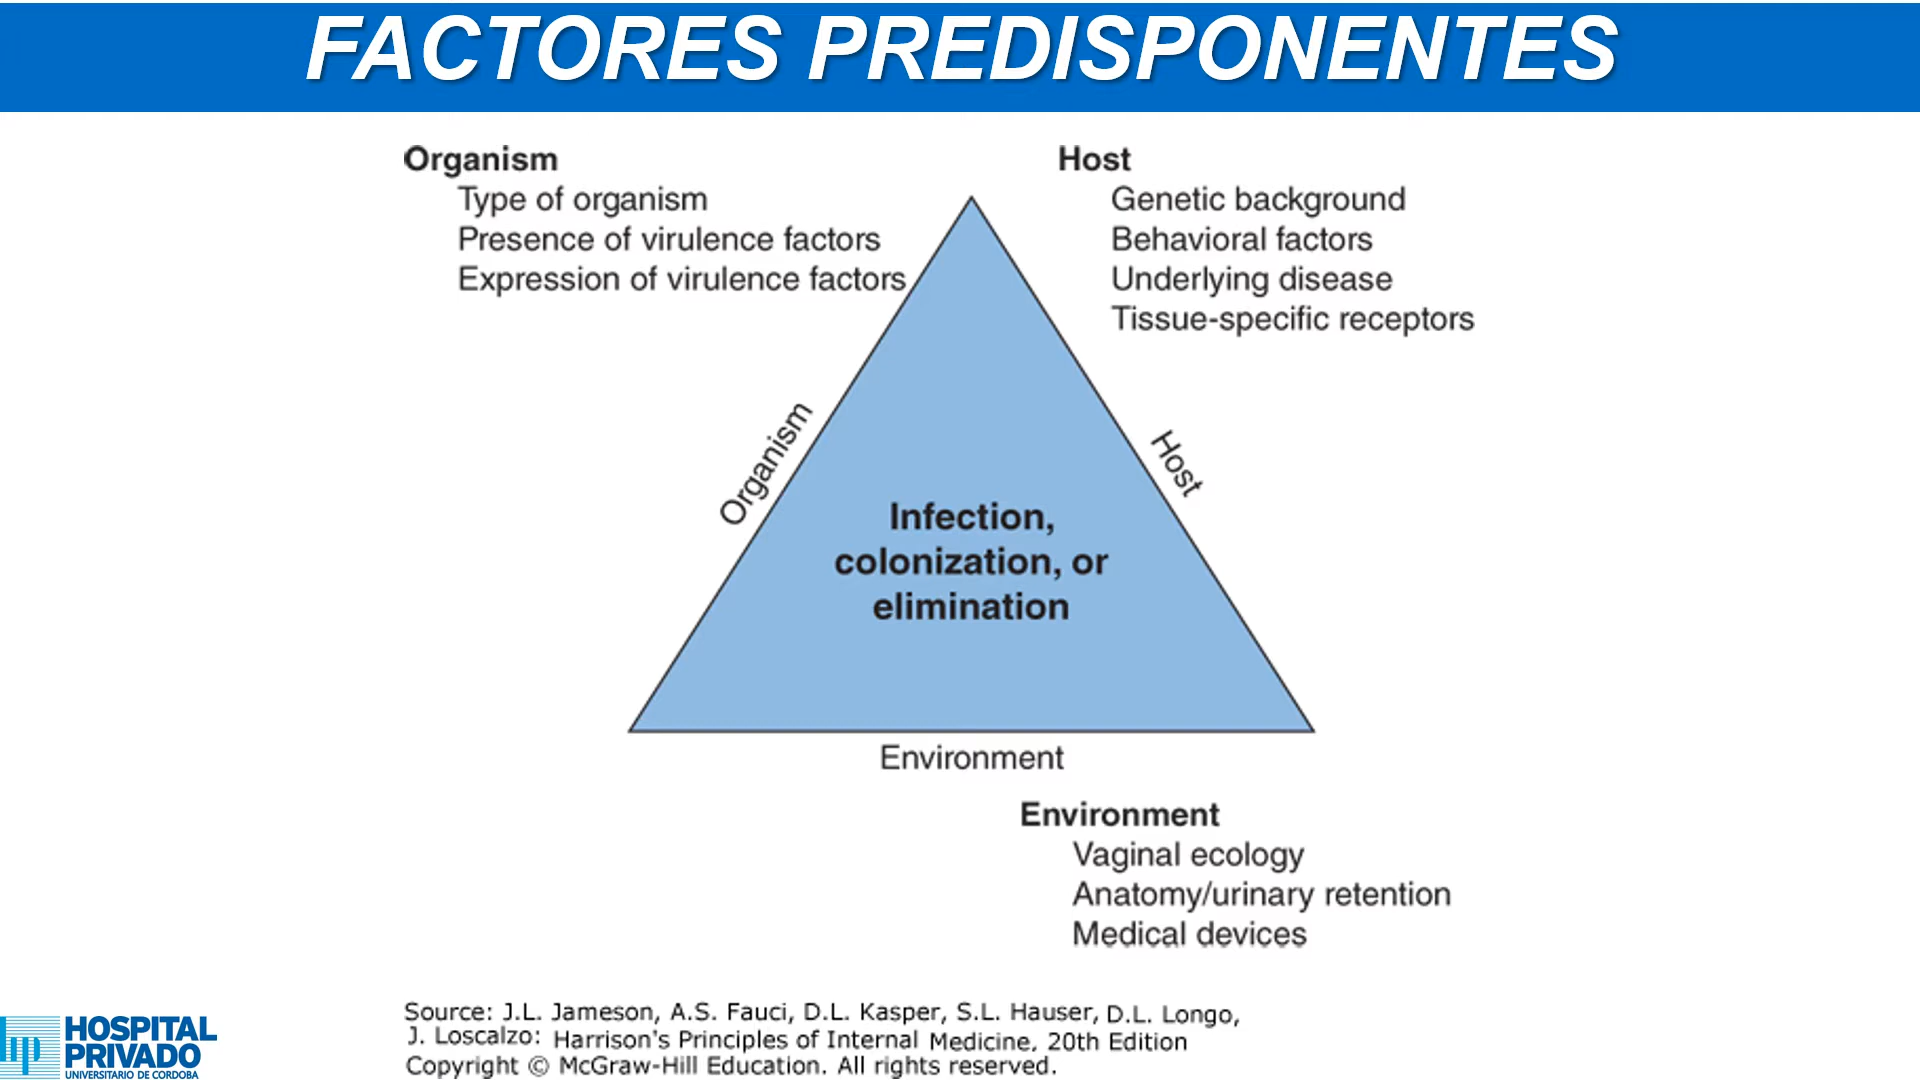 FACTORES PREDISPONENTES
Organism
Type of organism
Presence of virulence factors
Expression of virulence factors
Host
Genetic background
Behavioral factors
Underlying disease
Tissue-specific receptors
Organism
Host
Infection,
colonization, or
elimination
Environment
Environment
Vaginal ecology
Anatomy/urinary retention
Medical devices
Source: J.L. Jameson, A.S. Fauci, D.L. Kasper, S.L. Hauser, D.L. Longo,
J. Loscalzo: Harrison's Principles of Internal Medicine, 20th Edition
Copyright © McGraw-Hill Education. All rights reserved.
hp
HOSPITAL
PRIVADO
UNIVERSITARIO DE CORDOBA